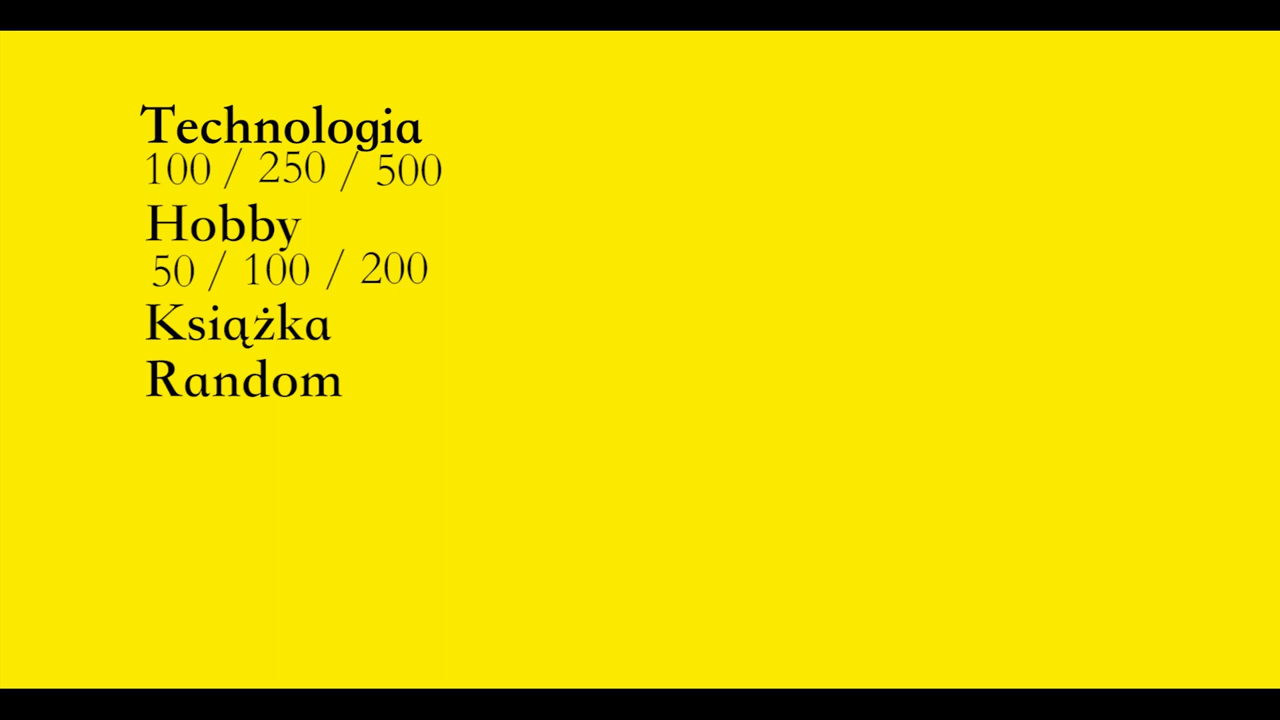 Technologia
100 / 250 / 500
Hobby
50 / 100 / 200
Książka
Random